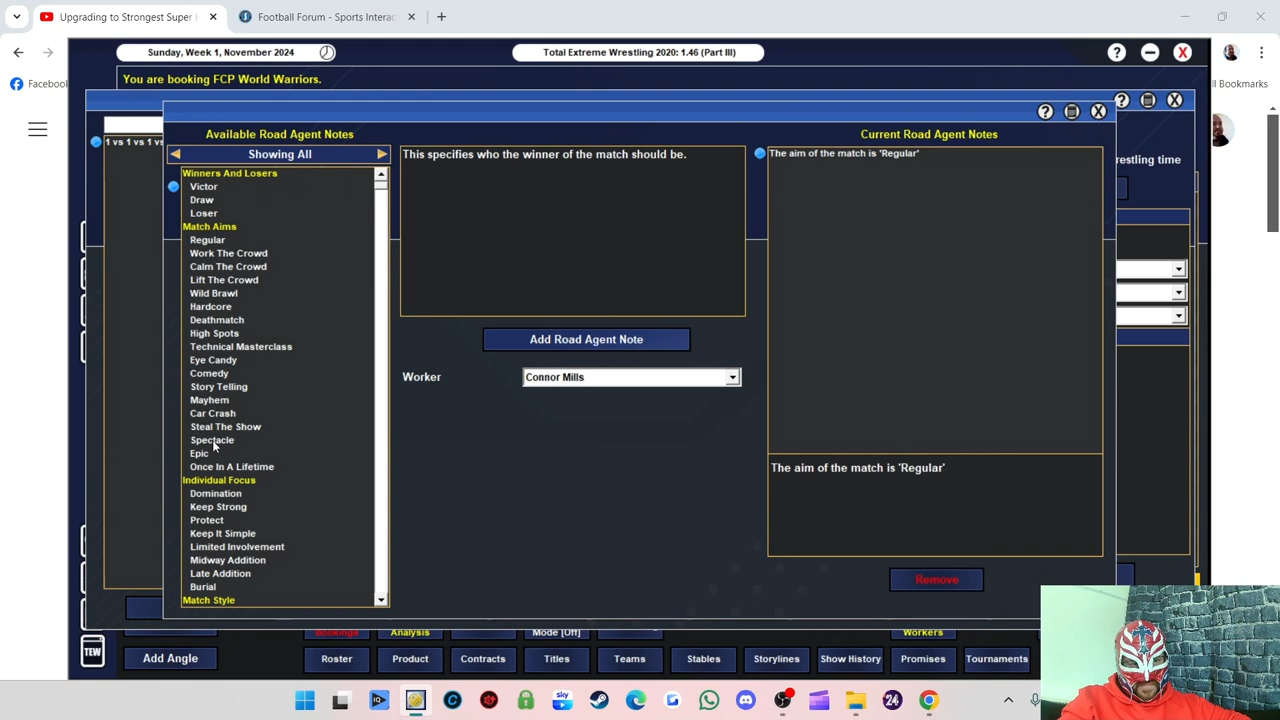 Upgrading to Strongest Super
Football Forum - Sports Interac
Sunday, Week 1, November 2024
Total Extreme Wrestling 2020: 1.46 (Part III)
? X
You are booking FCP World Warriors.
Facebook
ll Bookmarks
? X
? X
Available Road Agent Notes
Current Road Agent Notes
1 vs 1 vs 1 vs
Showing All
This specifies who the winner of the match should be.
The aim of the match is 'Regular'
restling time
Winners And Losers
Victor
Draw
Loser
Match Aims
Regular
Work The Crowd
Calm The Crowd
Lift The Crowd
Wild Brawl
Hardcore
Deathmatch
High Spots
Technical Masterclass
Eye Candy
Comedy
Story Telling
Mayhem
Car Crash
Steal The Show
Spectacle
Epic
Once In A Lifetime
Individual Focus
Domination
Keep Strong
Protect
Keep It Simple
Limited Involvement
Midway Addition
Late Addition
Burial
Match Style
Add Road Agent Note
Worker
Connor Mills
The aim of the match is 'Regular'
Remove
Bookings
Analysis
Mode [Off]
Workers
TEW
Add Angle
Roster
Product
Contracts
Titles
Teams
Stables
Storylines
Show History
Promises
Tournaments
sky
24